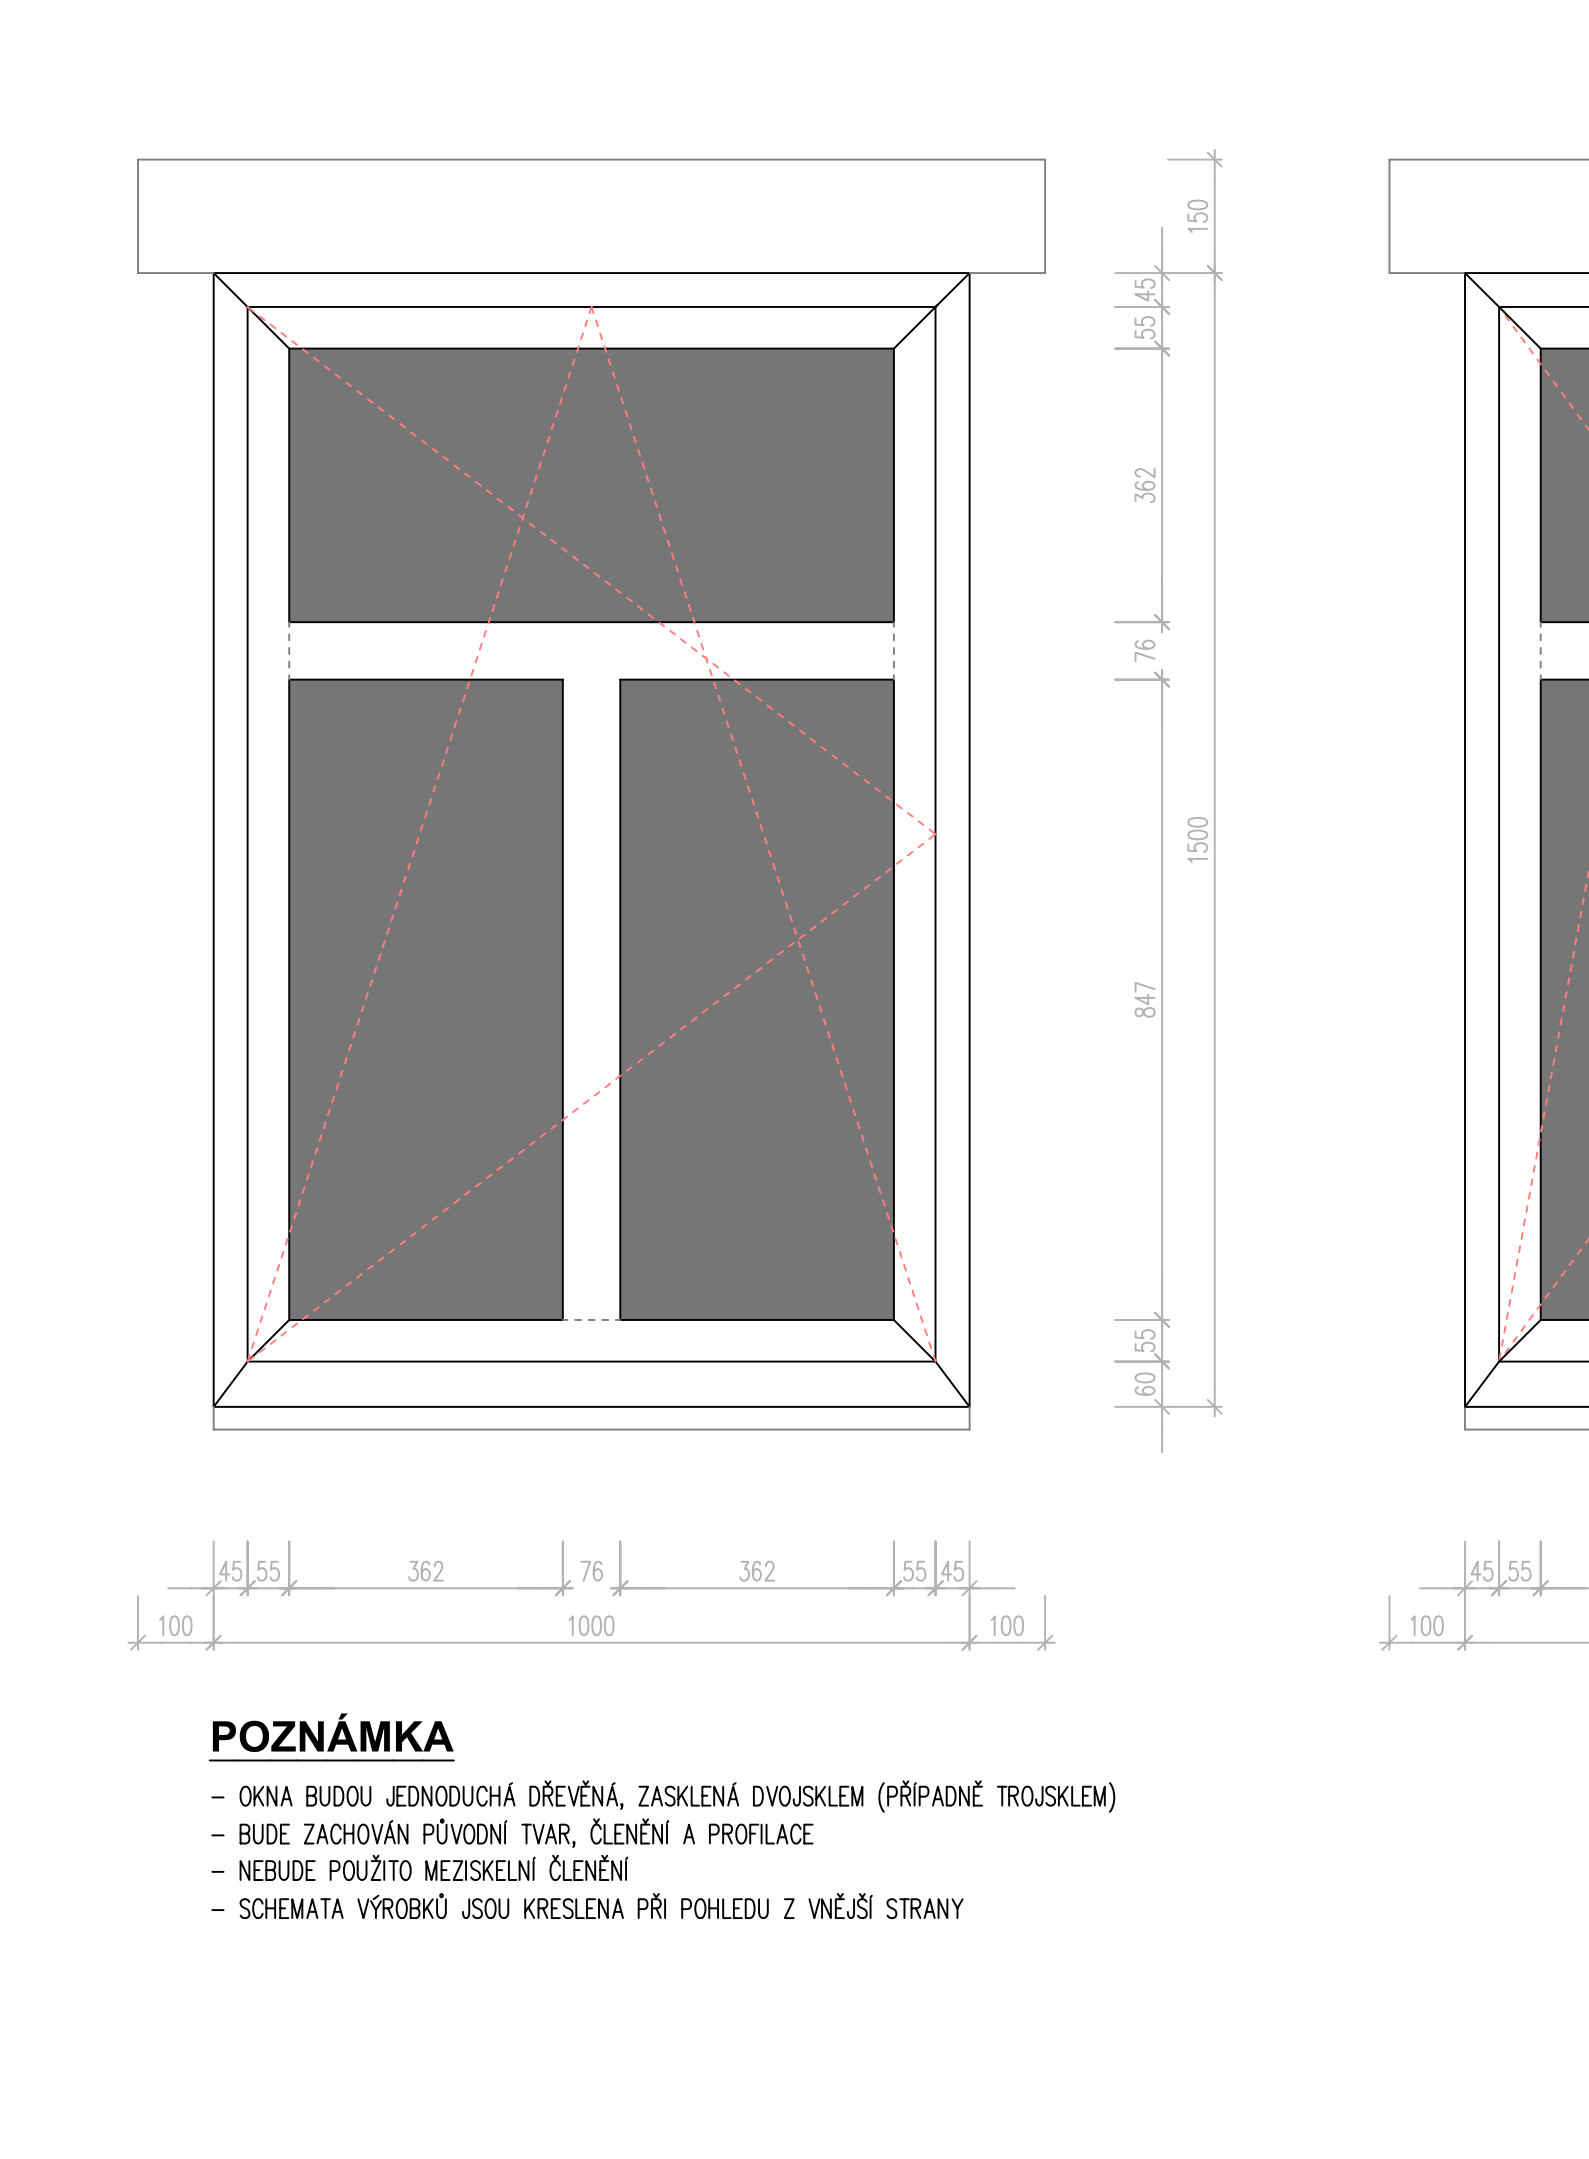 150
45
55
362
76
1500
847
55
60
45 55 362 76 362 55 45 45 55
100 1000 100 100
POZNÁMKA
– OKNA BUDOU JEDNODUCHÁ DŘEVĚNÁ, ZASKLENÁ DVOJSKLEM (PŘÍPADNĚ TROJSKLEM)
– BUDE ZACHOVÁN PŮVODNÍ TVAR, ČLENĚNÍ A PROFILACE
– NEBUDE POUŽITO MEZISKELNÍ ČLENĚNÍ
– SCHEMATA VÝROBKŮ JSOU KRESLENA PŘI POHLEDU Z VNĚJŠÍ STRANY